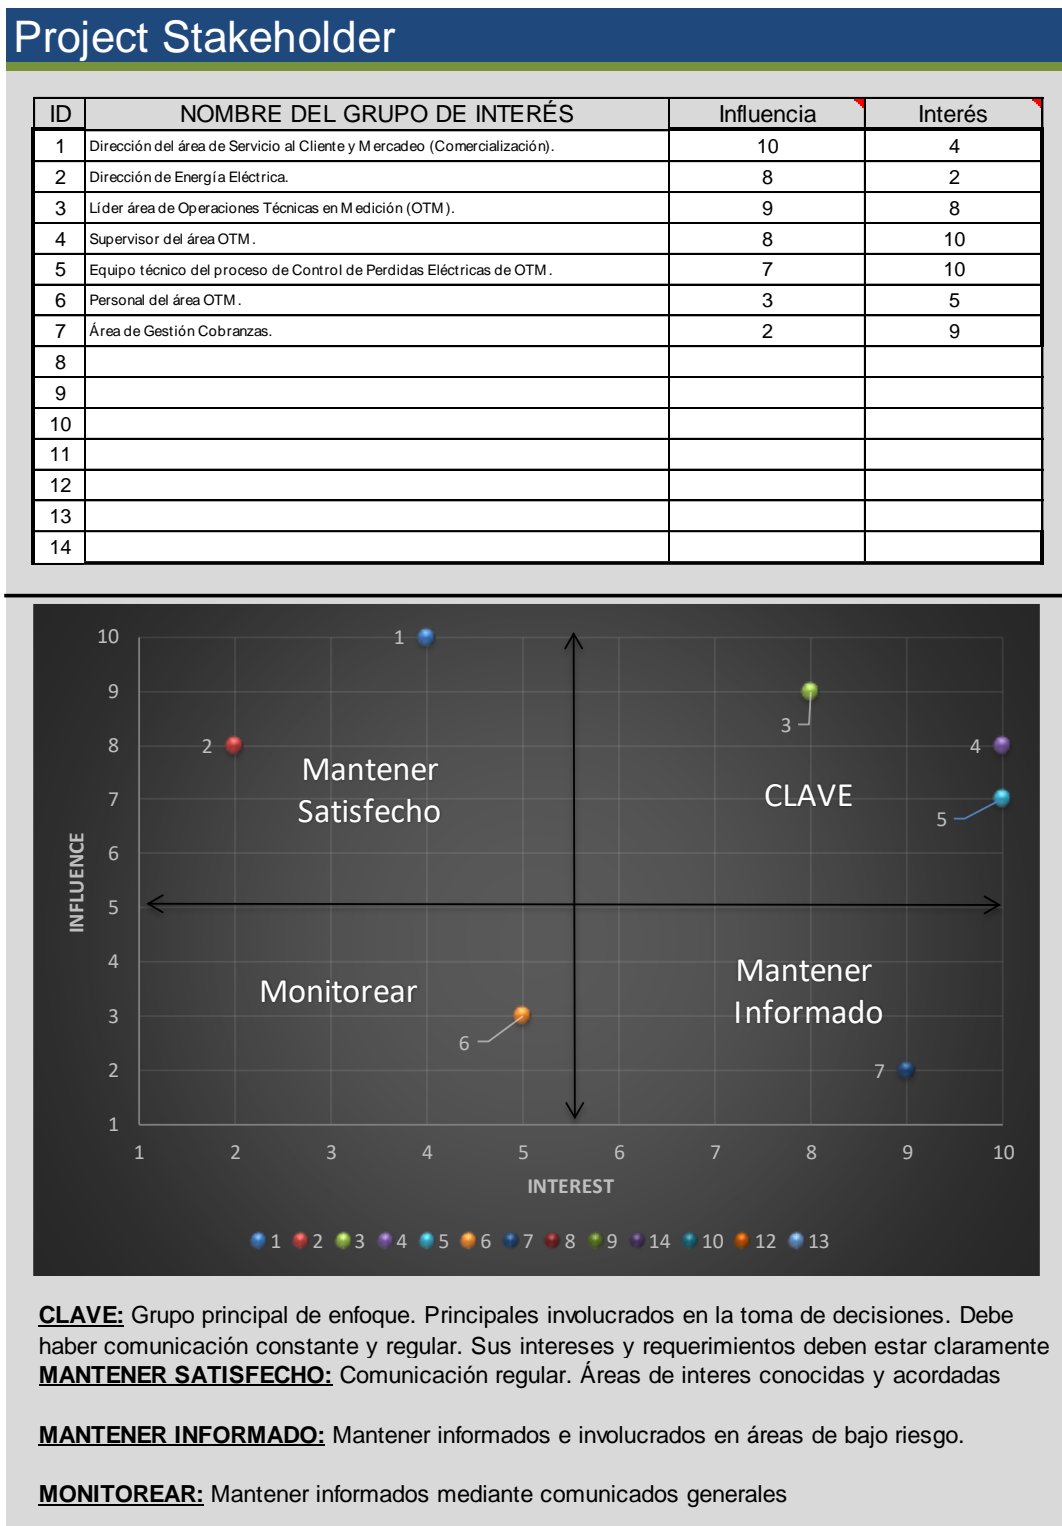 Project Stakeholder
ID NOMBRE DEL GRUPO DE INTERÉS Influencia Interés
1 Dirección del área de Servicio al Cliente y Mercadeo (Comercialización). 10 4
2 Dirección de Energía Eléctrica. 8 2
3 Líder área de Operaciones Técnicas en Medición (OTM). 9 8
4 Supervisor del área OTM. 8 10
5 Equipo técnico del proceso de Control de Perdidas Eléctricas de OTM. 7 10
6 Personal del área OTM. 3 5
7 Área de Gestión Cobranzas. 2 9
8
9
10
11
12
13
14
10
9
8
7
6
5
4
3
2
1
INFLUENCE
1
2
3
4
5
6
7
Mantener
Satisfecho
CLAVE
Monitorear
Mantener
Informado
1 2 3 4 5 6 7 8 9 10
INTEREST
1 2 3 4 5 6 7 8 9 14 10 12 13
CLAVE: Grupo principal de enfoque. Principales involucrados en la toma de decisiones. Debe
haber comunicación constante y regular. Sus intereses y requerimientos deben estar claramente
MANTENER SATISFECHO: Comunicación regular. Áreas de interes conocidas y acordadas
MANTENER INFORMADO: Mantener informados e involucrados en áreas de bajo riesgo.
MONITOREAR: Mantener informados mediante comunicados generales